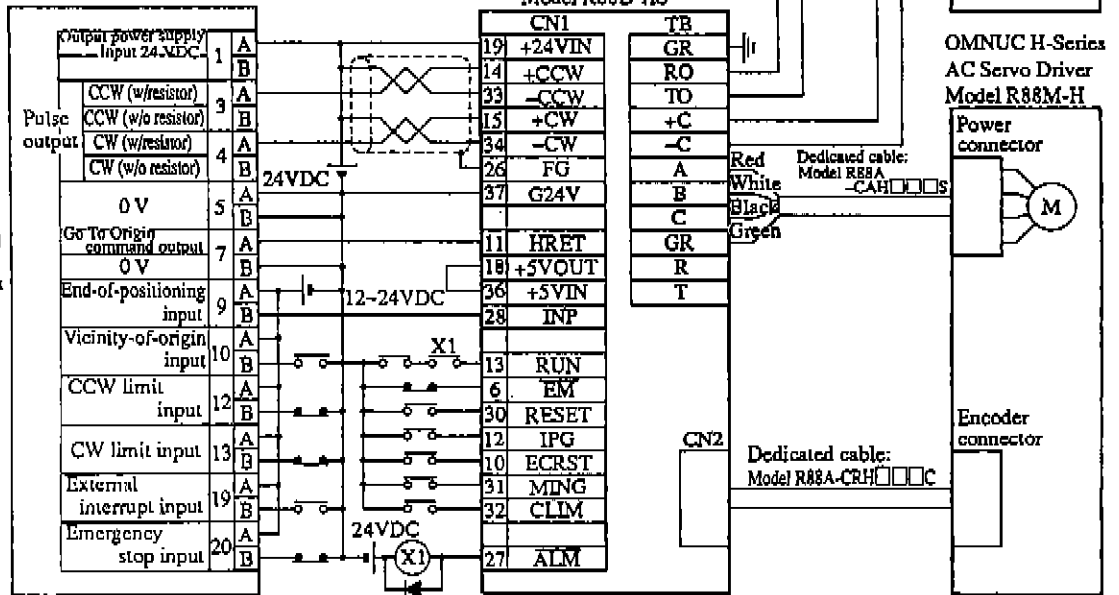 CN1
TB
Output power supply
Input 24 VDC
1
A
B
Pulse
output
CCW (w/resistor)
CCW (w/o resistor)
3
A
B
CW (w/resistor)
CW (w/o resistor)
4
A
B
0 V
5
A
B
Go To Origin
command output
0 V
7
A
B
End-of-positioning
input
9
A
B
Vicinity-of-origin
input
10
A
B
CCW limit
input
12
A
B
CW limit input
13
A
B
External
interrupt input
19
A
B
Emergency
stop input
20
A
B
24VDC
12~24VDC
X1
24VDC
X1
19 +24VIN
14 +CCW
33 -CCW
15 +CW
34 -CW
26 FG
37 G24V
11 HRET
18 +5VOUT
36 +5VIN
28 INP
13 RUN
6 EM
30 RESET
12 IPG
10 ECRST
31 MING
32 CLIM
27 ALM
GR
RO
TO
+C
-C
A
B
C
GR
R
T
CN2
Red
White
Black
Green
Dedicated cable:
Model R88A
-CAH□□□S
Dedicated cable:
Model R88A-CRH□□□C
OMNUC H-Series
AC Servo Driver
Model R88M-H
Power
connector
M
Encoder
connector